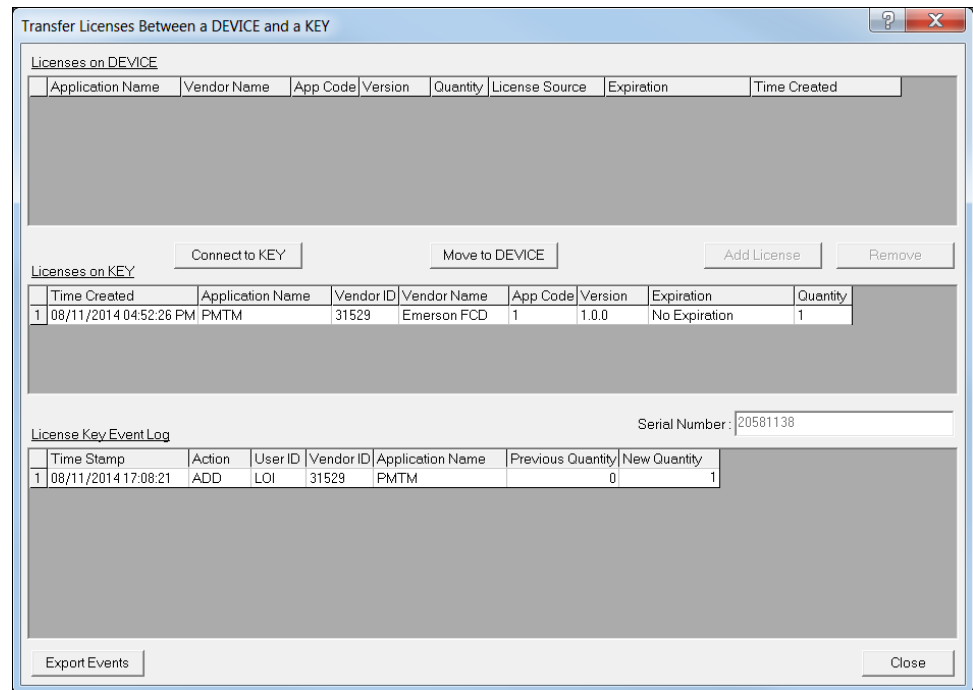 Transfer Licenses Between a DEVICE and a KEY
Licenses on DEVICE
Application Name Vendor Name App Code Version Quantity License Source Expiration Time Created
Connect to KEY Move to DEVICE Add License Remove
Licenses on KEY
Time Created Application Name Vendor ID Vendor Name App Code Version Expiration Quantity
1 08/11/2014 04:52:26 PM PMTM 31529 Emerson FCD 1 1.0.0 No Expiration 1
Serial Number : 20581138
License Key Event Log
Time Stamp Action User ID Vendor ID Application Name Previous Quantity New Quantity
1 08/11/2014 17:08:21 ADD LOI 31529 PMTM 0 1
Export Events Close